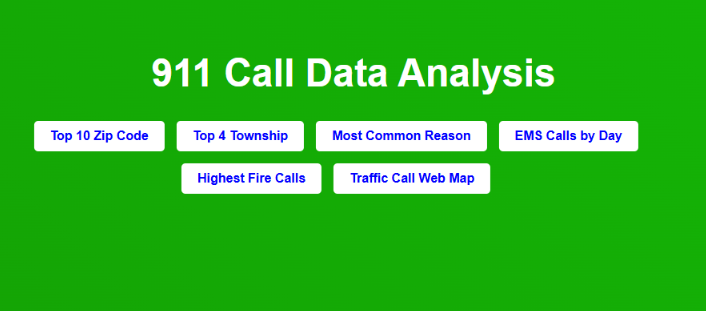 911 Call Data Analysis
Top 10 Zip Code Top 4 Township Most Common Reason EMS Calls by Day
Highest Fire Calls Traffic Call Web Map